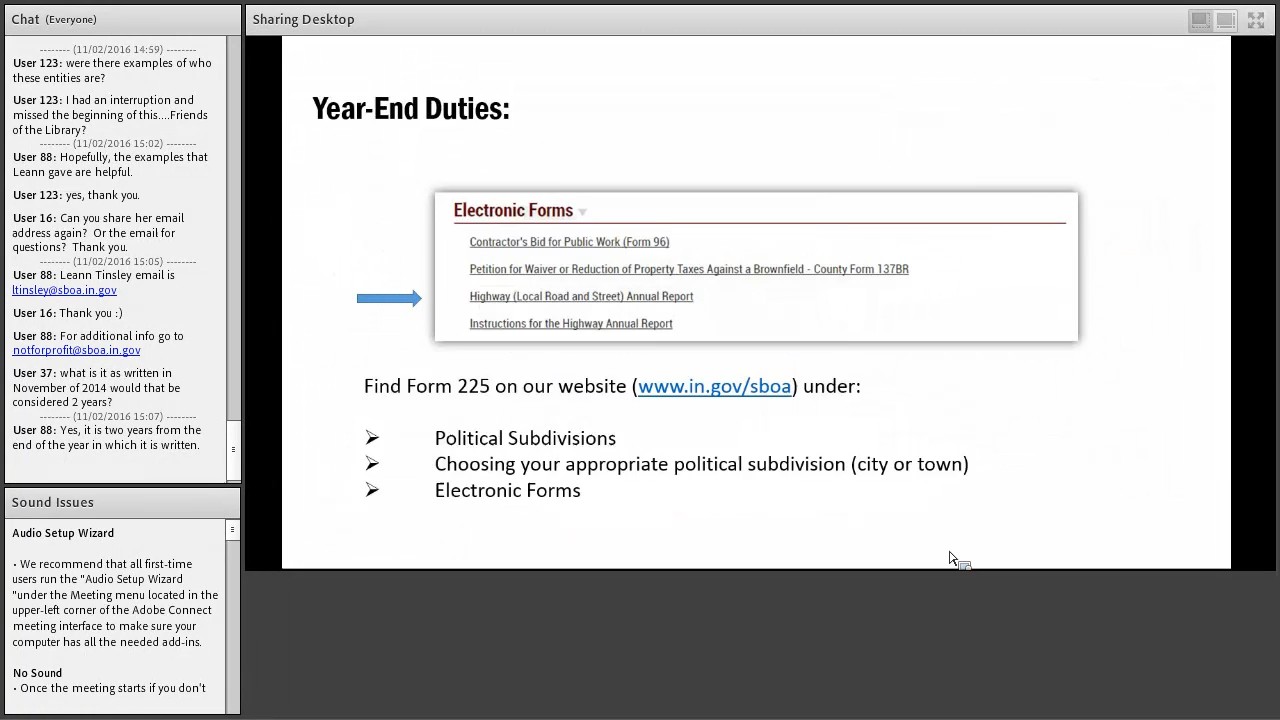 Chat (Everyone)
-------- (11/02/2016 14:59) --------
User 123: were there examples of who
these entities are?
User 123: I had an interruption and
missed the beginning of this....Friends
of the Library?
-------- (11/02/2016 15:02) --------
User 88: Hopefully, the examples that
Leann gave are helpful.
User 123: yes, thank you.
User 16: Can you share her email
address again?  Or the email for
questions?  Thank you.
-------- (11/02/2016 15:05) --------
User 88: Leann Tinsley email is
ltinsley@sboa.in.gov
User 16: Thank you :)
User 88: For additional info go to
notforprofit@sboa.in.gov
User 37: what is it as written in
November of 2014 would that be
considered 2 years?
-------- (11/02/2016 15:07) --------
User 88: Yes, it is two years from the
end of the year in which it is written.
Sound Issues
Audio Setup Wizard
• We recommend that all first-time
users run the "Audio Setup Wizard
"under the Meeting menu located in the
upper-left corner of the Adobe Connect
meeting interface to make sure your
computer has all the needed add-ins.
No Sound
• Once the meeting starts if you don't
Sharing Desktop
Year-End Duties:
Electronic Forms
Contractor's Bid for Public Work (Form 96)
Petition for Waiver or Reduction of Property Taxes Against a Brownfield - County Form 137BR
Highway (Local Road and Street) Annual Report
Instructions for the Highway Annual Report
Find Form 225 on our website (www.in.gov/sboa) under:
➢ Political Subdivisions
➢ Choosing your appropriate political subdivision (city or town)
➢ Electronic Forms